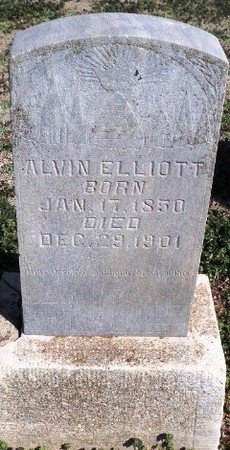 ALVIN ELLIOTT
BORN
JAN. 17. 1850
DIED
DEC. 29. 1901.